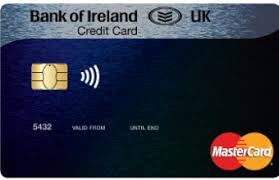 Bank of Ireland UK
Credit Card
5432 VALID FROM UNTIL END
MasterCard